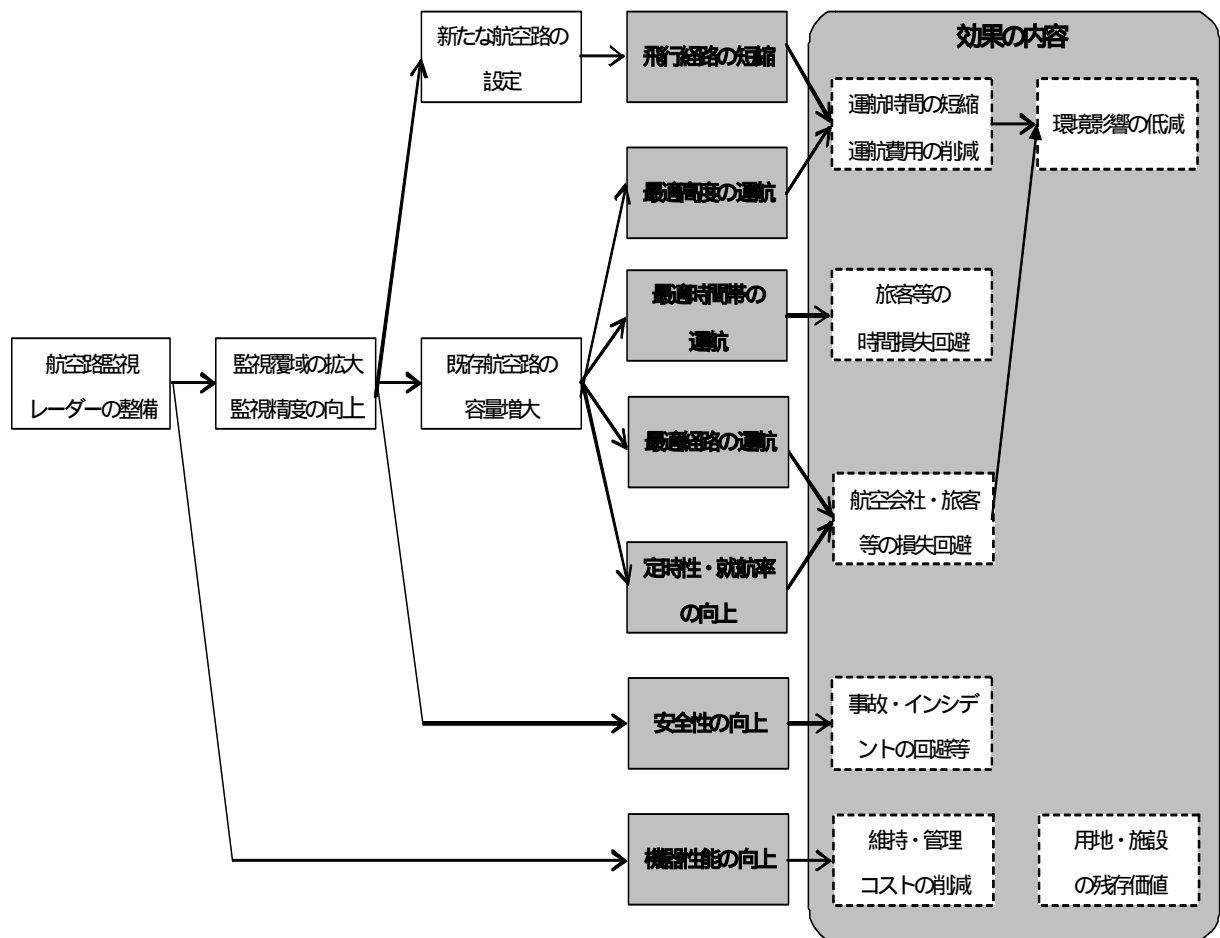 効果の内容
新たな航空路の
設定
飛行経路の短縮
運航時間の短縮
運航費用の削減
環境影響の低減
最適高度の運航
最適時間帯の
運航
旅客等の
時間損失回避
航空路監視
レーダーの整備
監視覆域の拡大
監視精度の向上
既存航空路の
容量増大
最適経路の運航
航空会社・旅客
等の損失回避
定時性・就航率
の向上
安全性の向上
事故・インシデ
ントの回避等
機器性能の向上
維持・管理
コストの削減
用地・施設
の残存価値